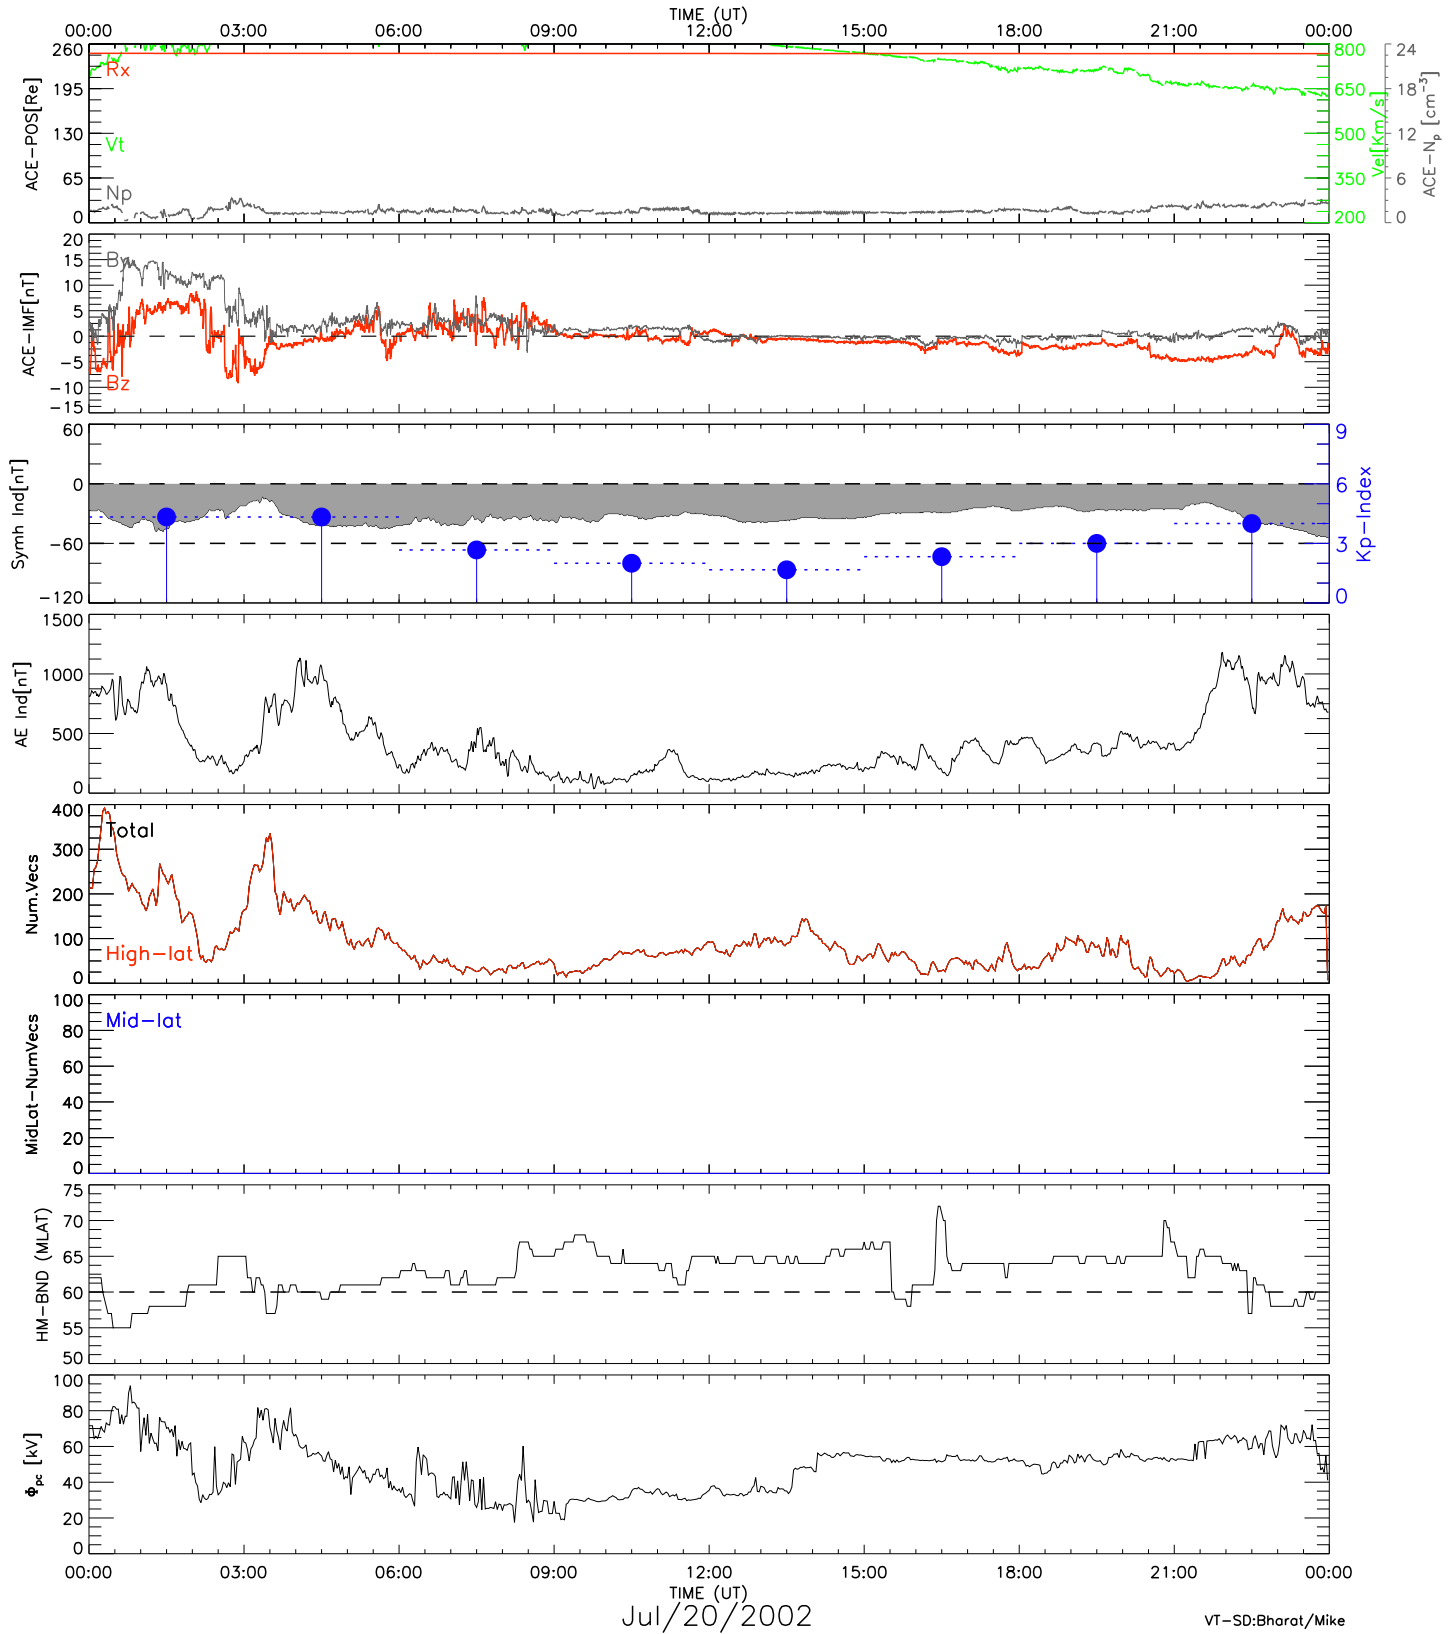 TIME (UT)
00:00 03:00 06:00 09:00 12:00 15:00 18:00 21:00 00:00
ACE-POS[Re]
260
195
130
65
0
Rx
Vt
Np
800
650
500
350
200
Vel[Km/s]
24
18
12
6
0
ACE-Np [cm-3]
ACE-IMF[nT]
20
15
10
5
0
-5
-10
-15
By
Bz
Symh Ind[nT]
60
0
-60
-120
9
6
3
0
Kp-Index
AE Ind[nT]
1500
1000
500
0
Num.Vecs
400
300
200
100
0
Total
High-lat
MidLat-NumVecs
100
80
60
40
20
0
Mid-lat
HM-BND (MLAT)
75
70
65
60
55
50
Φpc [kV]
100
80
60
40
20
0
00:00 03:00 06:00 09:00 12:00 15:00 18:00 21:00 00:00
TIME (UT)
Jul/20/2002
VT-SD:Bharat/Mike